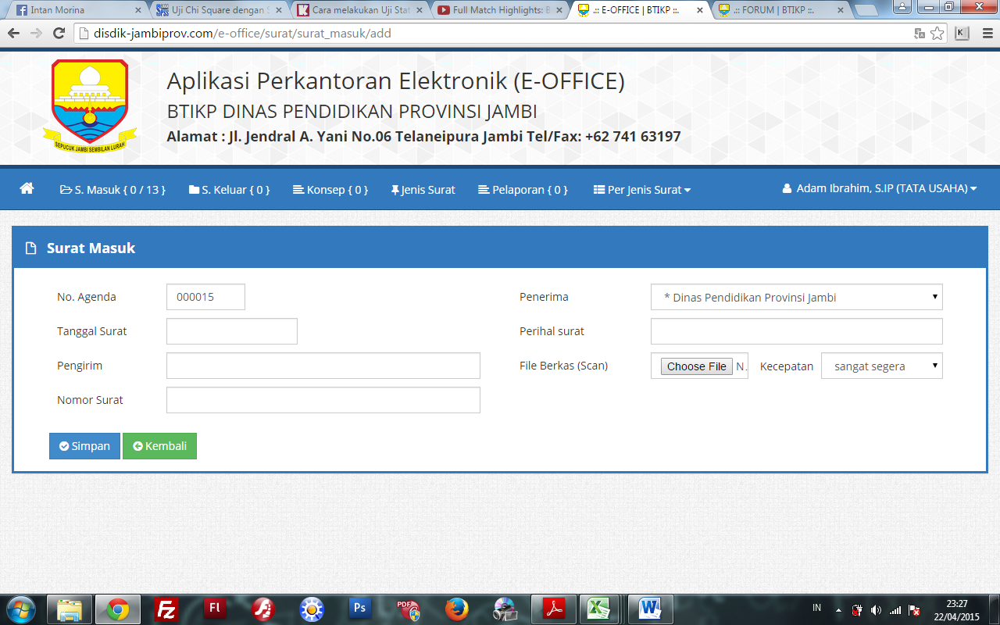 Intan Morina
Uji Chi Square dengan S
Cara melakukan Uji Stat
Full Match Highlights: B
.:: E-OFFICE | BTIKP ::.
.:: FORUM | BTIKP ::.
disdik-jambiprov.com/e-office/surat/surat_masuk/add
Aplikasi Perkantoran Elektronik (E-OFFICE)
BTIKP DINAS PENDIDIKAN PROVINSI JAMBI
Alamat : Jl. Jendral A. Yani No.06 Telaneipura Jambi Tel/Fax: +62 741 63197
SEPUCUK JAMBI SEMBILAN LURAH
S. Masuk { 0 / 13 } S. Keluar { 0 } Konsep { 0 } Jenis Surat Pelaporan { 0 } Per Jenis Surat Adam Ibrahim, S.IP (TATA USAHA)
Surat Masuk
No. Agenda 000015 Penerima * Dinas Pendidikan Provinsi Jambi
Tanggal Surat Perihal surat
Pengirim File Berkas (Scan) Choose File N. Kecepatan sangat segera
Nomor Surat
Simpan Kembali
Fz Fl Ps PDF W IN 23:27
22/04/2015